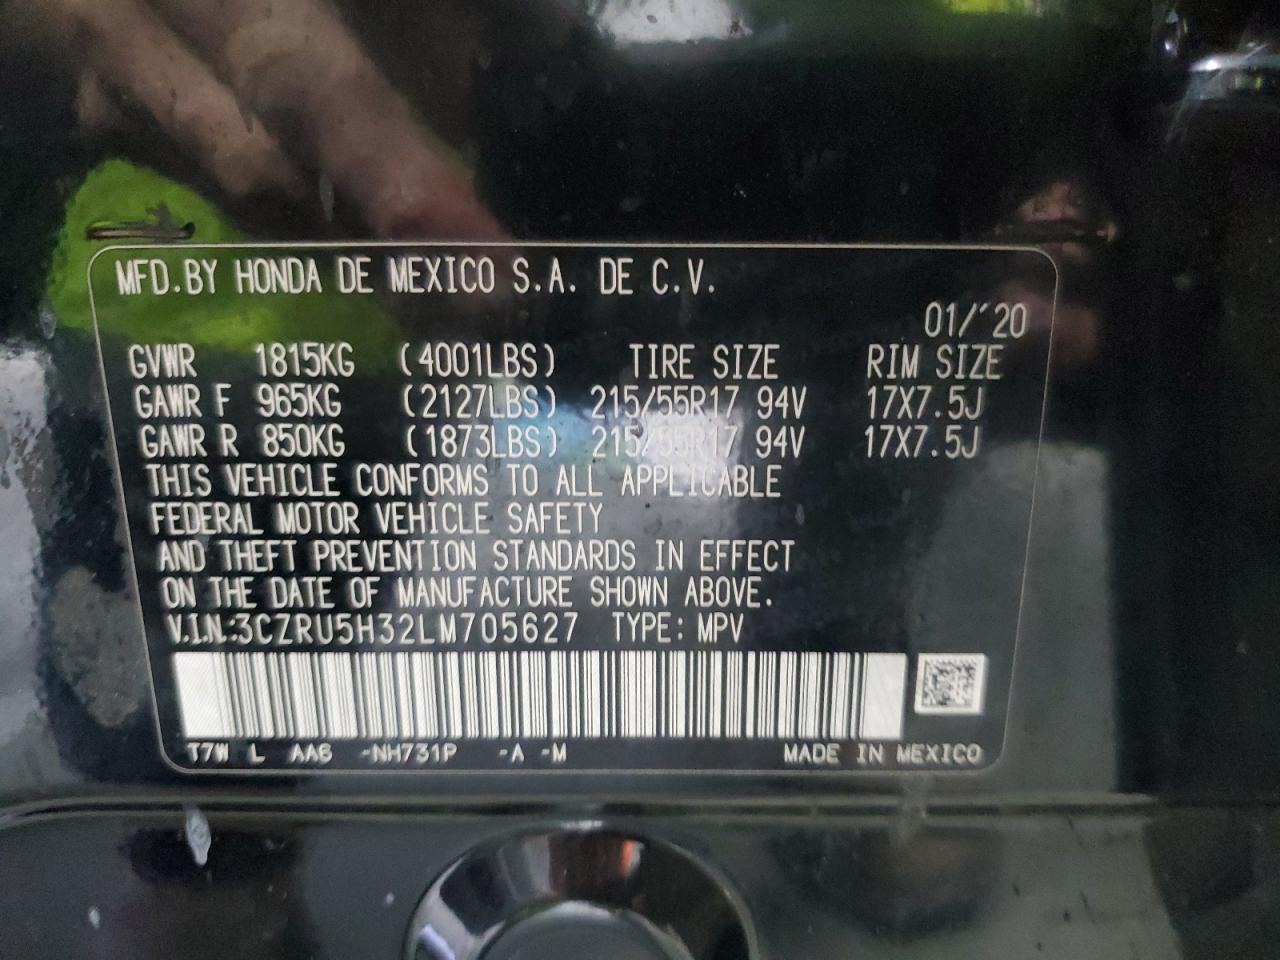 MFD.BY HONDA DE MEXICO S.A. DE C.V.
01/'20
GVWR 1815KG (4001LBS) TIRE SIZE RIM SIZE
GAWR F 965KG (2127LBS) 215/55R17 94V 17X7.5J
GAWR R 850KG (1873LBS) 215/55R17 94V 17X7.5J
THIS VEHICLE CONFORMS TO ALL APPLICABLE
FEDERAL MOTOR VEHICLE SAFETY
AND THEFT PREVENTION STANDARDS IN EFFECT
ON THE DATE OF MANUFACTURE SHOWN ABOVE.
V.I.N.:3CZRU5H32LM705627 TYPE: MPV
T7W L AA6 -NH731P -A -M MADE IN MEXICO